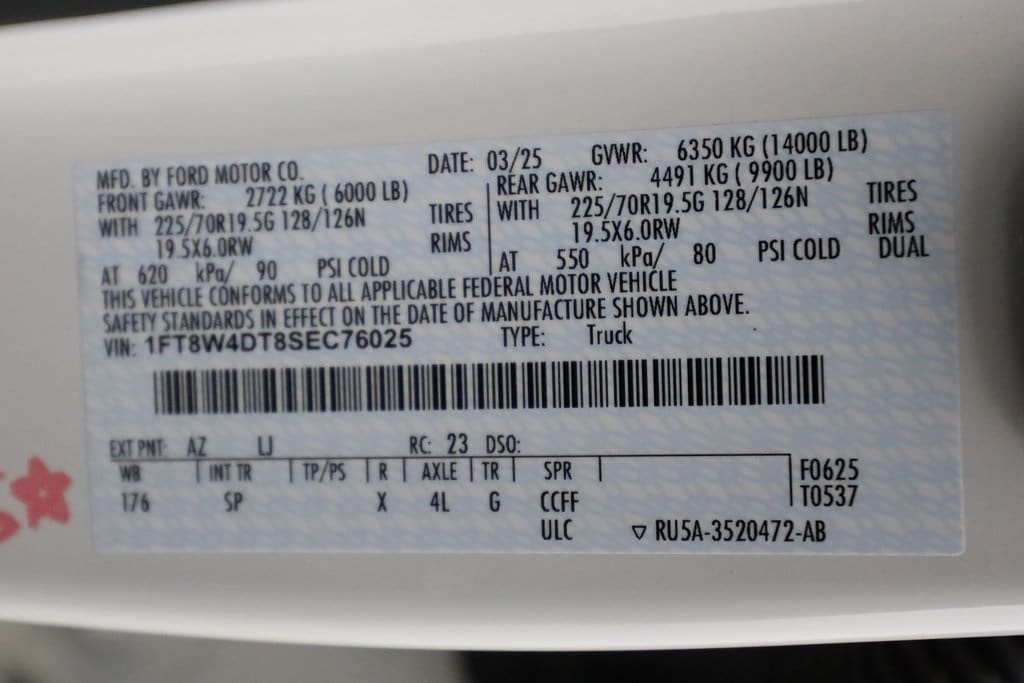 MFD. BY FORD MOTOR CO. DATE: 03/25 GVWR: 6350 KG (14000 LB)
FRONT GAWR: 2722 KG ( 6000 LB) REAR GAWR: 4491 KG ( 9900 LB)
WITH 225/70R19.5G 128/126N TIRES WITH 225/70R19.5G 128/126N TIRES
19.5X6.0RW RIMS 19.5X6.0RW RIMS
AT 620 kPa/ 90 PSI COLD AT 550 kPa/ 80 PSI COLD DUAL
THIS VEHICLE CONFORMS TO ALL APPLICABLE FEDERAL MOTOR VEHICLE
SAFETY STANDARDS IN EFFECT ON THE DATE OF MANUFACTURE SHOWN ABOVE.
VIN: 1FT8W4DT8SEC76025 TYPE: Truck
EXT PNT: AZ LJ RC: 23 DSO:
WB INT TR TP/PS R AXLE TR SPR F0625
176 SP X 4L G CCFF T0537
ULC ▽ RU5A-3520472-AB